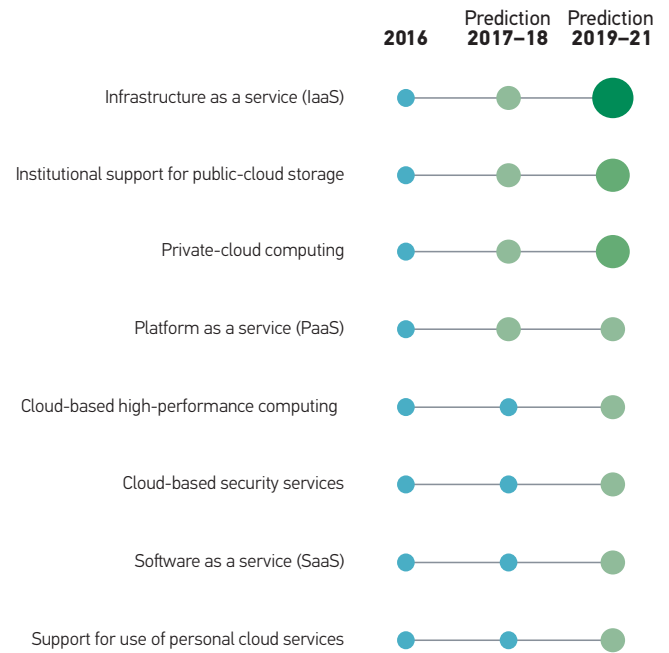 Prediction Prediction
2016 2017–18 2019–21
Infrastructure as a service (IaaS)
Institutional support for public-cloud storage
Private-cloud computing
Platform as a service (PaaS)
Cloud-based high-performance computing
Cloud-based security services
Software as a service (SaaS)
Support for use of personal cloud services